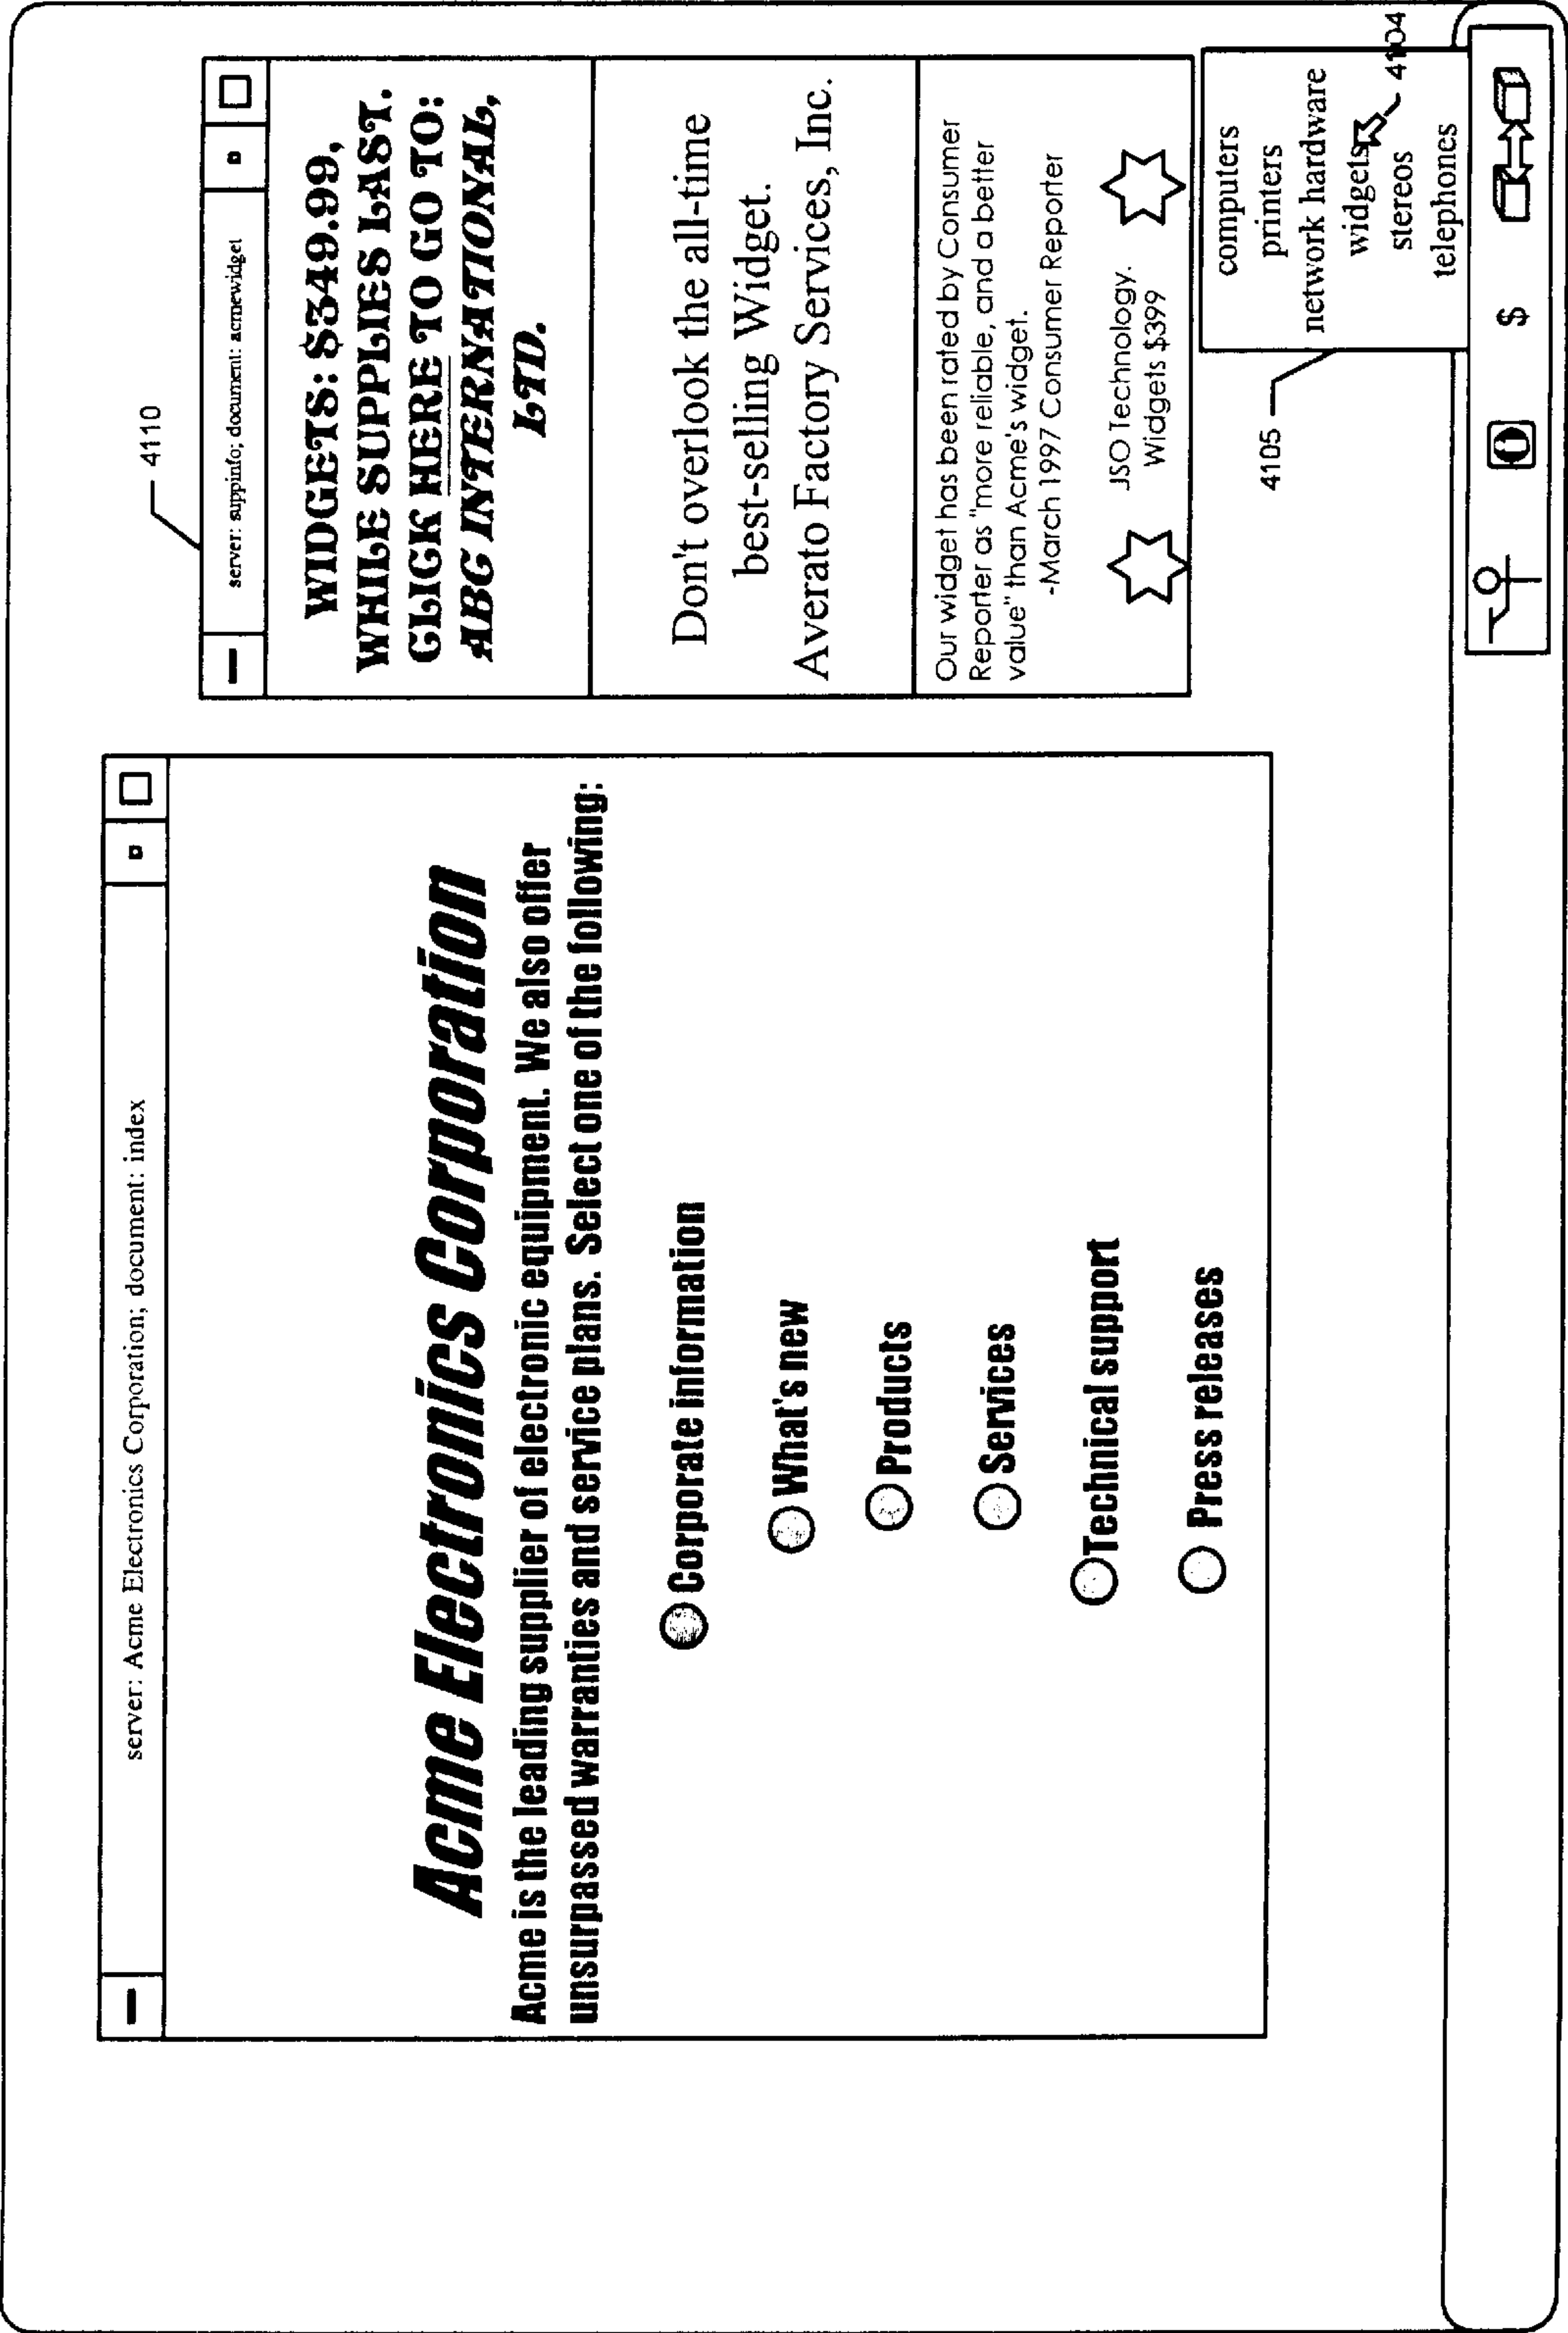 server: Acme Electronics Corporation; document: index
Acme Electronics Corporation
Acme is the leading supplier of electronic equipment. We also offer
unsurpassed warranties and service plans. Select one of the following:
Corporate information
What's new
Products
Services
Technical support
Press releases
4110
server: suppinfo; document: acmewidget
WIDGETS: $349.99,
WHILE SUPPLIES LAST.
CLICK HERE TO GO TO:
ABC INTERNATIONAL,
LTD.
Don't overlook the all-time
best-selling Widget.
Averato Factory Services, Inc.
Our widget has been rated by Consumer
Reporter as "more reliable, and a better
value" than Acme's widget.
-March 1997 Consumer Reporter
JSO Technology.
Widgets $399
4105
computers
printers
network hardware
widgets
stereos
telephones
4104
$